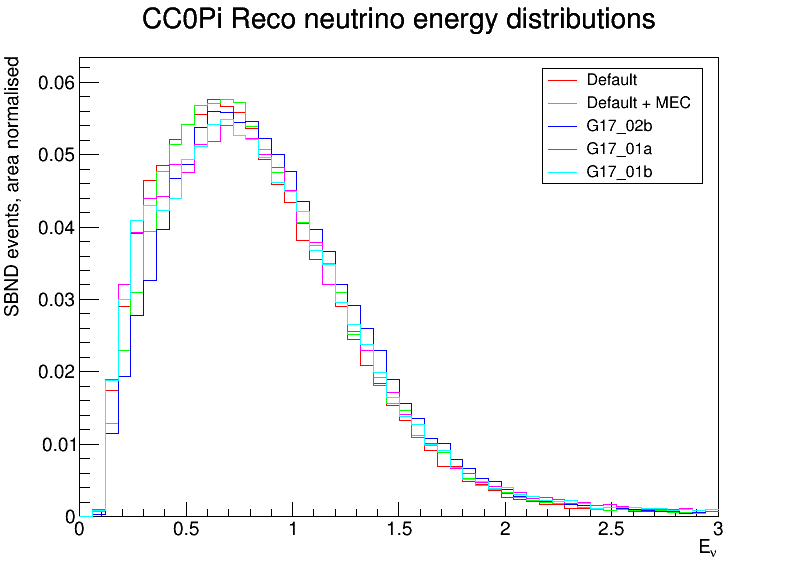 CC0Pi Reco neutrino energy distributions
SBND events, area normalised
0.06
0.05
0.04
0.03
0.02
0.01
0
Default
Default + MEC
G17_02b
G17_01a
G17_01b
0 0.5 1 1.5 2 2.5 3
Eν